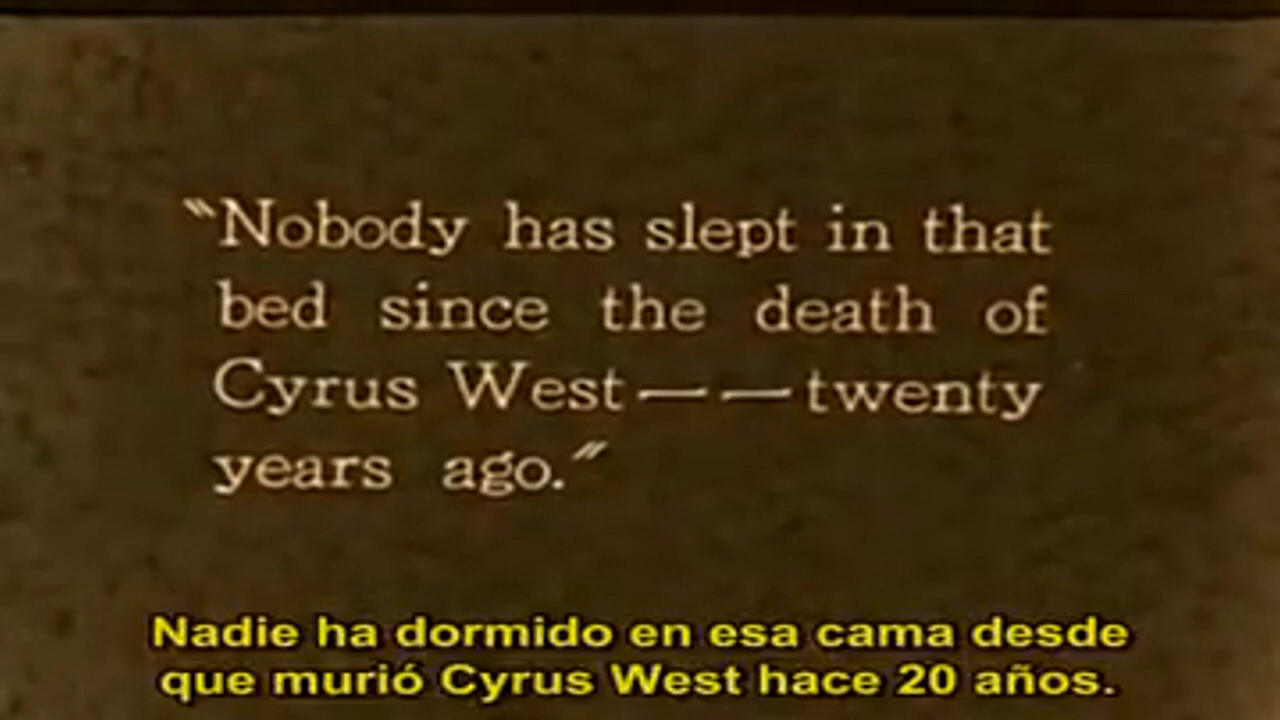 “Nobody has slept in that
bed since the death of
Cyrus West——twenty
years ago.”
Nadie ha dormido en esa cama desde
que murió Cyrus West hace 20 años.